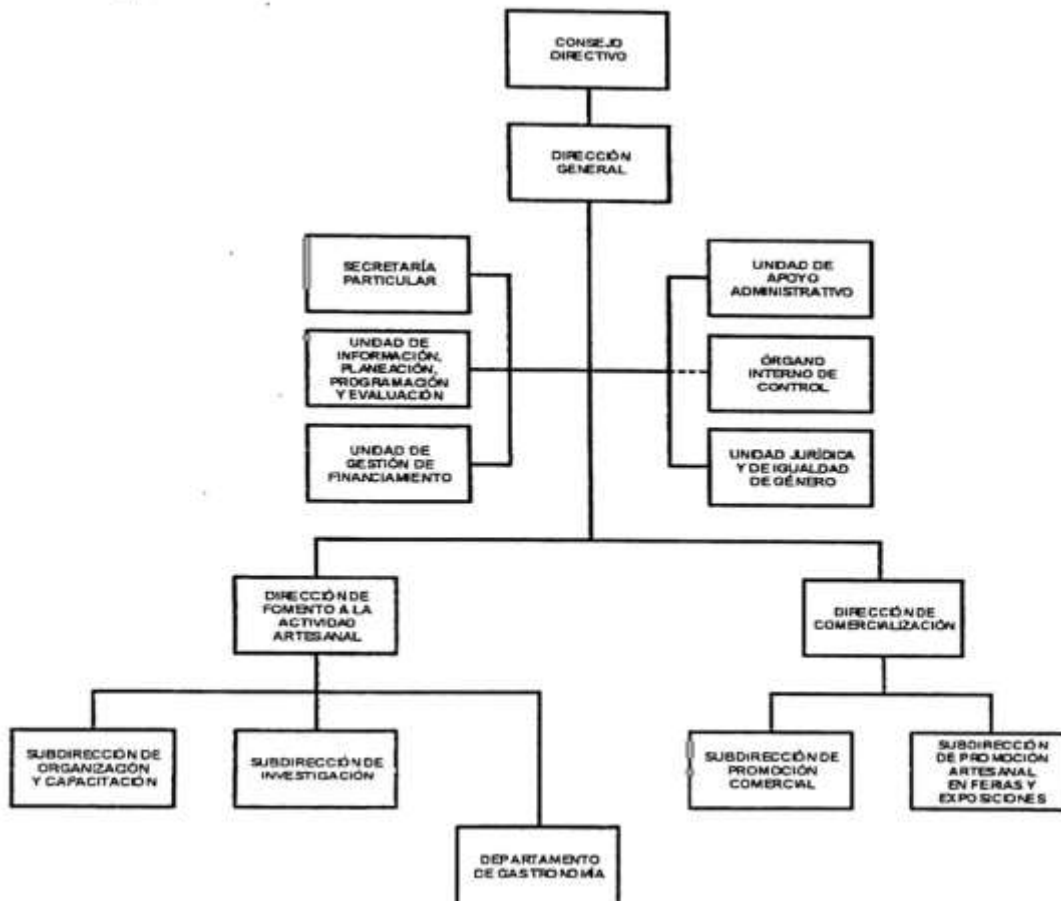 CONSEJO
DIRECTIVO
DIRECCIÓN
GENERAL
SECRETARÍA
PARTICULAR
UNIDAD DE
APOYO
ADMINISTRATIVO
UNIDAD DE
INFORMACIÓN,
PLANEACIÓN,
PROGRAMACIÓN
Y EVALUACIÓN
ÓRGANO
INTERNO DE
CONTROL
UNIDAD DE
GESTIÓN DE
FINANCIAMIENTO
UNIDAD JURÍDICA
Y DE IGUALDAD
DE GÉNERO
DIRECCIÓN DE
FOMENTO A LA
ACTIVIDAD
ARTESANAL
DIRECCIÓN DE
COMERCIALIZACIÓN
SUBDIRECCIÓN DE
ORGANIZACIÓN
Y CAPACITACIÓN
SUBDIRECCIÓN DE
INVESTIGACIÓN
SUBDIRECCIÓN DE
PROMOCIÓN
COMERCIAL
SUBDIRECCIÓN
DE PROMOCIÓN
ARTESANAL
EN FERIAS Y
EXPOSICIONES
DEPARTAMENTO
DE GASTRONOMÍA